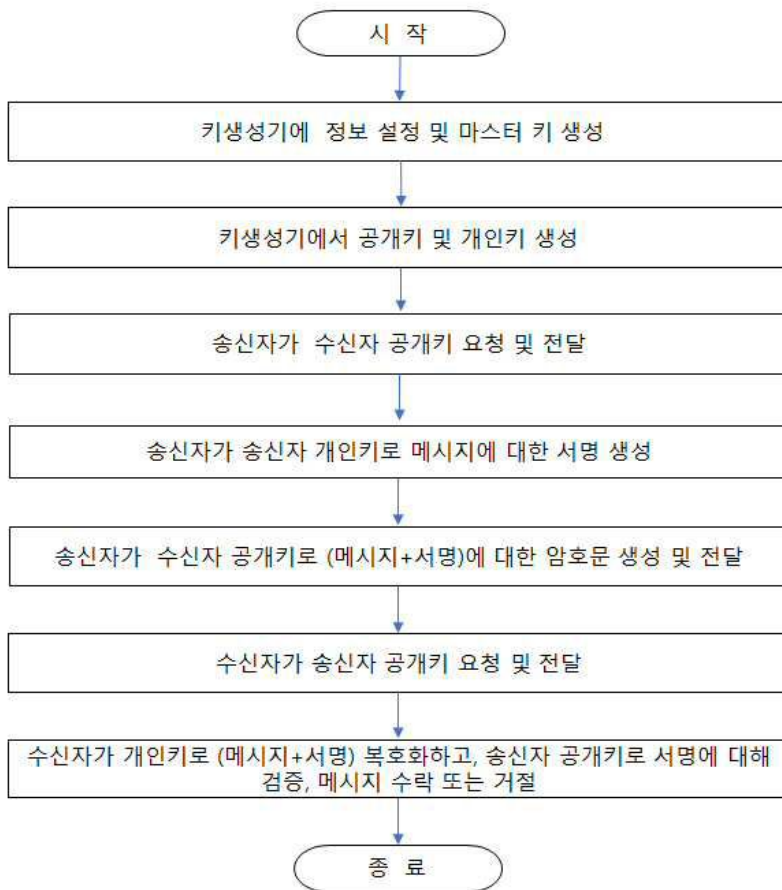 시 작
키생성기에 정보 설정 및 마스터 키 생성
키생성기에서 공개키 및 개인키 생성
송신자가 수신자 공개키 요청 및 전달
송신자가 송신자 개인키로 메시지에 대한 서명 생성
송신자가 수신자 공개키로 (메시지+서명)에 대한 암호문 생성 및 전달
수신자가 송신자 공개키 요청 및 전달
수신자가 개인키로 (메시지+서명) 복호화하고, 송신자 공개키로 서명에 대해
검증, 메시지 수락 또는 거절
종 료